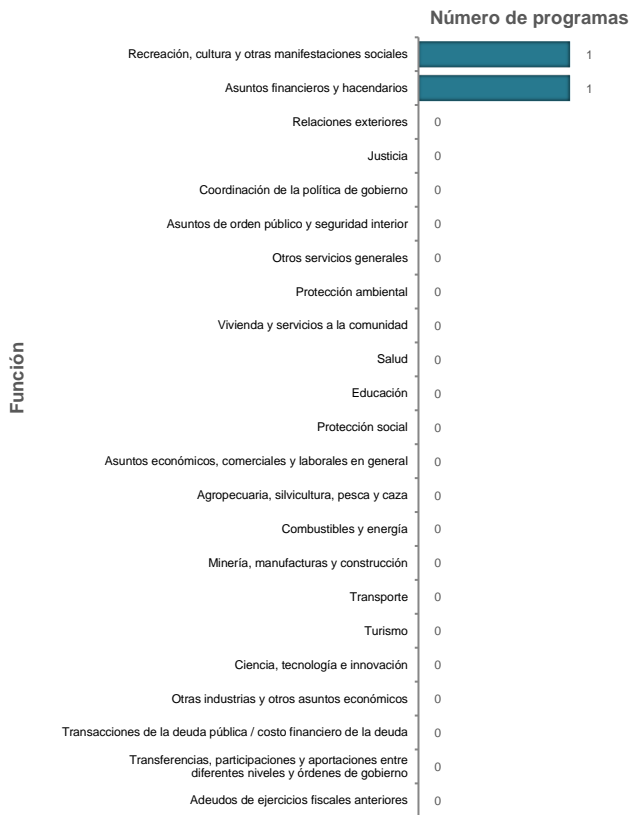 Número de programas
Función
Recreación, cultura y otras manifestaciones sociales 1
Asuntos financieros y hacendarios 1
Relaciones exteriores 0
Justicia 0
Coordinación de la política de gobierno 0
Asuntos de orden público y seguridad interior 0
Otros servicios generales 0
Protección ambiental 0
Vivienda y servicios a la comunidad 0
Salud 0
Educación 0
Protección social 0
Asuntos económicos, comerciales y laborales en general 0
Agropecuaria, silvicultura, pesca y caza 0
Combustibles y energía 0
Minería, manufacturas y construcción 0
Transporte 0
Turismo 0
Ciencia, tecnología e innovación 0
Otras industrias y otros asuntos económicos 0
Transacciones de la deuda pública / costo financiero de la deuda 0
Transferencias, participaciones y aportaciones entre
diferentes niveles y órdenes de gobierno 0
Adeudos de ejercicios fiscales anteriores 0